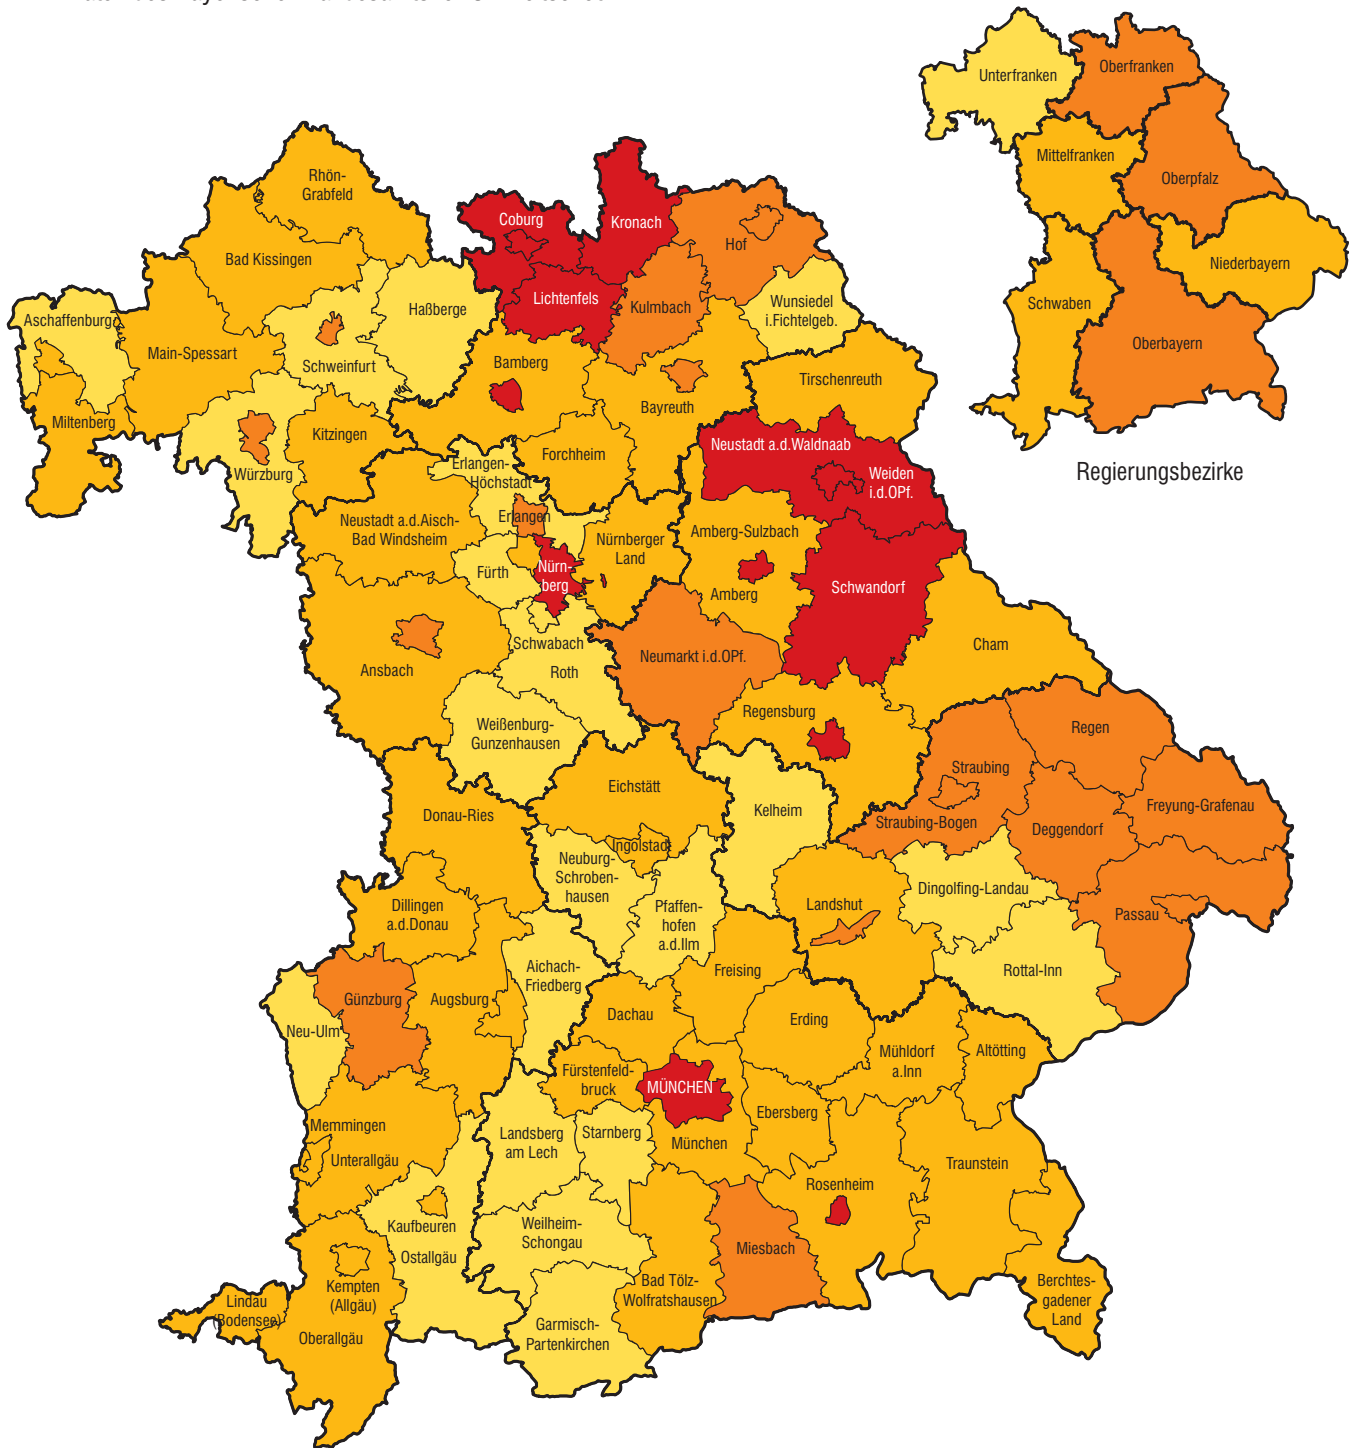 Unterfranken
Oberfranken
Mittelfranken
Oberpfalz
Niederbayern
Schwaben
Oberbayern
Regierungsbezirke
Rhön-
Grabfeld
Bad Kissingen
Coburg
Kronach
Hof
Lichtenfels
Kulmbach
Wunsiedel
i.Fichtelgeb.
Haßberge
Aschaffenburg
Main-Spessart
Schweinfurt
Bamberg
Tirschenreuth
Bayreuth
Miltenberg
Kitzingen
Würzburg
Forchheim
Erlangen-
Höchstadt
Neustadt a.d.Waldnaab
Weiden
i.d.OPf.
Erlangen
Neustadt a.d.Aisch-
Bad Windsheim
Nürnberger
Land
Amberg-Sulzbach
Fürth
Nürn-
berg
Amberg
Schwandorf
Schwabach
Roth
Neumarkt i.d.OPf.
Cham
Ansbach
Regensburg
Weißenburg-
Gunzenhausen
Regen
Straubing
Eichstätt
Kelheim
Freyung-Grafenau
Donau-Ries
Straubing-Bogen
Deggendorf
Ingolstadt
Neuburg-
Schroben-
hausen
Dingolfing-Landau
Dillingen
a.d.Donau
Pfaffen-
hofen
a.d.Ilm
Landshut
Passau
Aichach-
Friedberg
Freising
Rottal-Inn
Günzburg
Augsburg
Dachau
Erding
Neu-Ulm
Mühldorf
a.Inn
Altötting
Fürstenfeld-
bruck
MÜNCHEN
Ebersberg
Memmingen
Landsberg
am Lech
Starnberg
München
Unterallgäu
Traunstein
Rosenheim
Kaufbeuren
Weilheim-
Schongau
Ostallgäu
Miesbach
Kempten
(Allgäu)
Bad Tölz-
Wolfratshausen
Berchtes-
gadener
Land
Lindau
(Bodensee)
Oberallgäu
Garmisch-
Partenkirchen